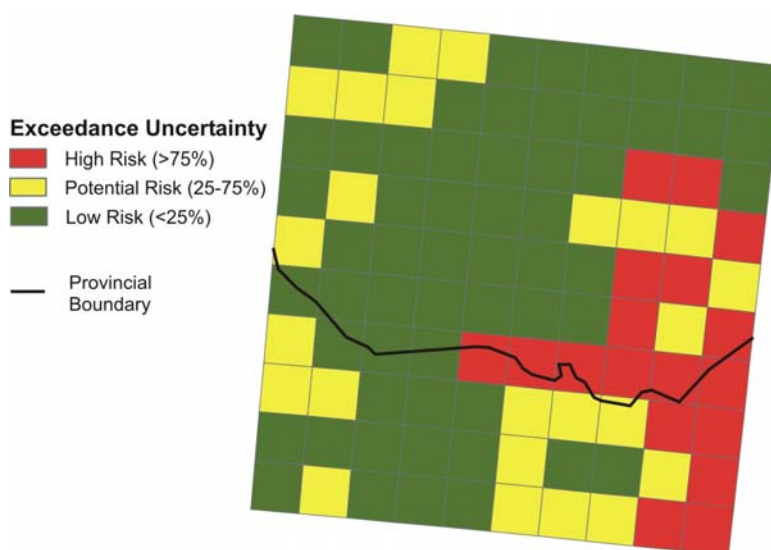 Exceedance Uncertainty
High Risk (>75%)
Potential Risk (25-75%)
Low Risk (<25%)
Provincial
Boundary